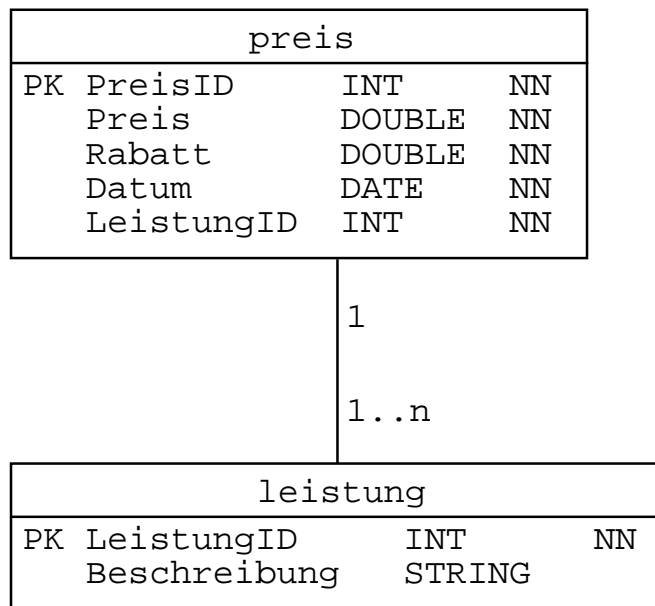 preis
PK PreisID INT NN
Preis DOUBLE NN
Rabatt DOUBLE NN
Datum DATE NN
LeistungID INT NN
1
1..n
leistung
PK LeistungID INT NN
Beschreibung STRING